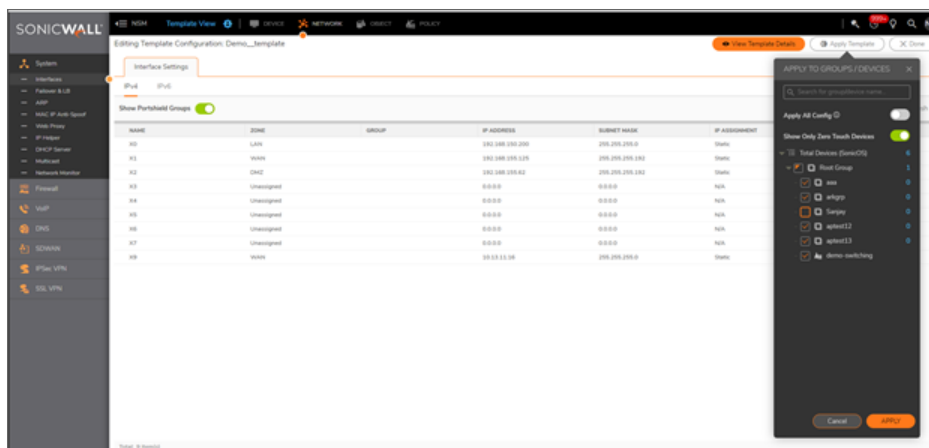 SONICWALL NSM Template View DEVICE NETWORK OBJECT POLICY 999+
Editing Template Configuration: Demo__template View Template Details Apply Template Done
System
Interfaces
Failover & LB
ARP
MAC IP Anti-Spoof
Web Proxy
IP Helper
DHCP Server
Multicast
Network Monitor
Firewall
VoIP
DNS
SDWAN
IPSec VPN
SSL VPN
Interface Settings
IPv4 IPv6
Show Portshield Groups
NAME ZONE GROUP IP ADDRESS SUBNET MASK IP ASSIGNMENT
X0 LAN 192.168.150.200 255.255.255.0 Static
X1 WAN 192.168.155.125 255.255.255.192 Static
X2 DMZ 192.168.155.62 255.255.255.192 Static
X3 Unassigned 0.0.0.0 0.0.0.0 N/A
X4 Unassigned 0.0.0.0 0.0.0.0 N/A
X5 Unassigned 0.0.0.0 0.0.0.0 N/A
X6 Unassigned 0.0.0.0 0.0.0.0 N/A
X7 Unassigned 0.0.0.0 0.0.0.0 N/A
X8 WAN 10.13.11.16 255.255.255.0 Static
Total: 9 item(s)
APPLY TO GROUPS / DEVICES
Search for group/device name...
Apply All Config
Show Only Zero Touch Devices
Total Devices (SonicOS) 6
Root Group 1
aaa 0
arkgrp 0
Sanjay 0
aptest12 0
aptest13 0
demo-switching
Cancel APPLY